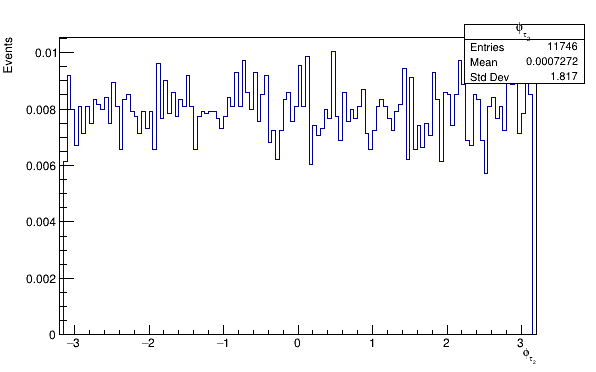 ϕτ2
Entries 11746
Mean 0.0007272
Std Dev 1.817
Events
0.01
0.008
0.006
0.004
0.002
0
−3 −2 −1 0 1 2 3
ϕτ2